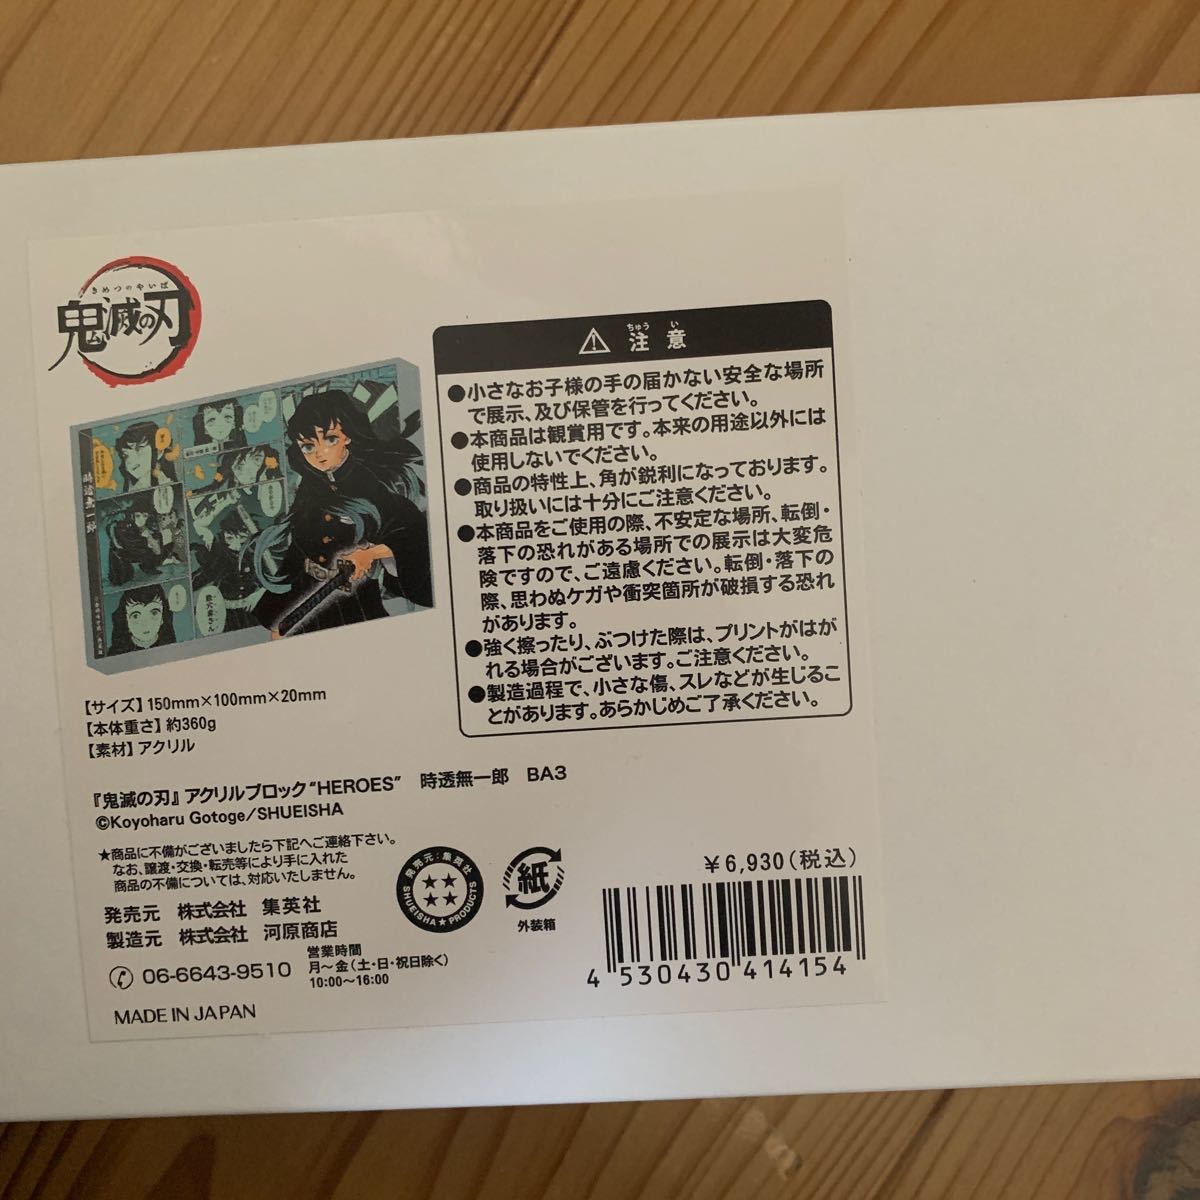 きめつのやいば
鬼滅の刃
時透無一郎
【サイズ】150mm×100mm×20mm
【本体重さ】約360g
【素材】アクリル
⚠ 注意
ちゅう い
●小さなお子様の手の届かない安全な場所
で展示、及び保管を行ってください。
●本商品は観賞用です。本来の用途以外には
使用しないでください。
●商品の特性上、角が鋭利になっております。
取り扱いには十分にご注意ください。
●本商品をご使用の際、不安定な場所、転倒・
落下の恐れがある場所での展示は大変危
険ですので、ご遠慮ください。転倒・落下の
際、思わぬケガや衝突箇所が破損する恐れ
があります。
●強く擦ったり、ぶつけた際は、プリントがはが
れる場合がございます。ご注意ください。
●製造過程で、小さな傷、スレなどが生じるこ
とがあります。あらかじめご了承ください。
『鬼滅の刃』アクリルブロック“HEROES” 時透無一郎 BA3
©Koyoharu Gotoge/SHUEISHA
★商品に不備がございましたら下記へご連絡下さい。
なお、譲渡・交換・転売等により手に入れた
商品の不備については、対応いたしません。
発売元 株式会社 集英社
製造元 株式会社 河原商店
06-6643-9510
営業時間
月～金（土・日・祝日除く）
10:00～16:00
MADE IN JAPAN
発売元:集英社
SHUEISHA★PRODUCTS
紙
外装箱
￥6,930（税込）
4 530430 414154